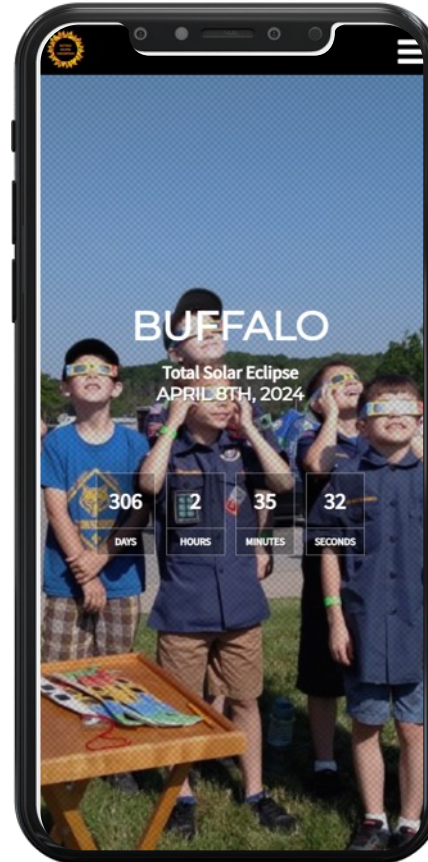 BUFFALO
Total Solar Eclipse
APRIL 8TH, 2024
306 2 35 32
DAYS HOURS MINUTES SECONDS